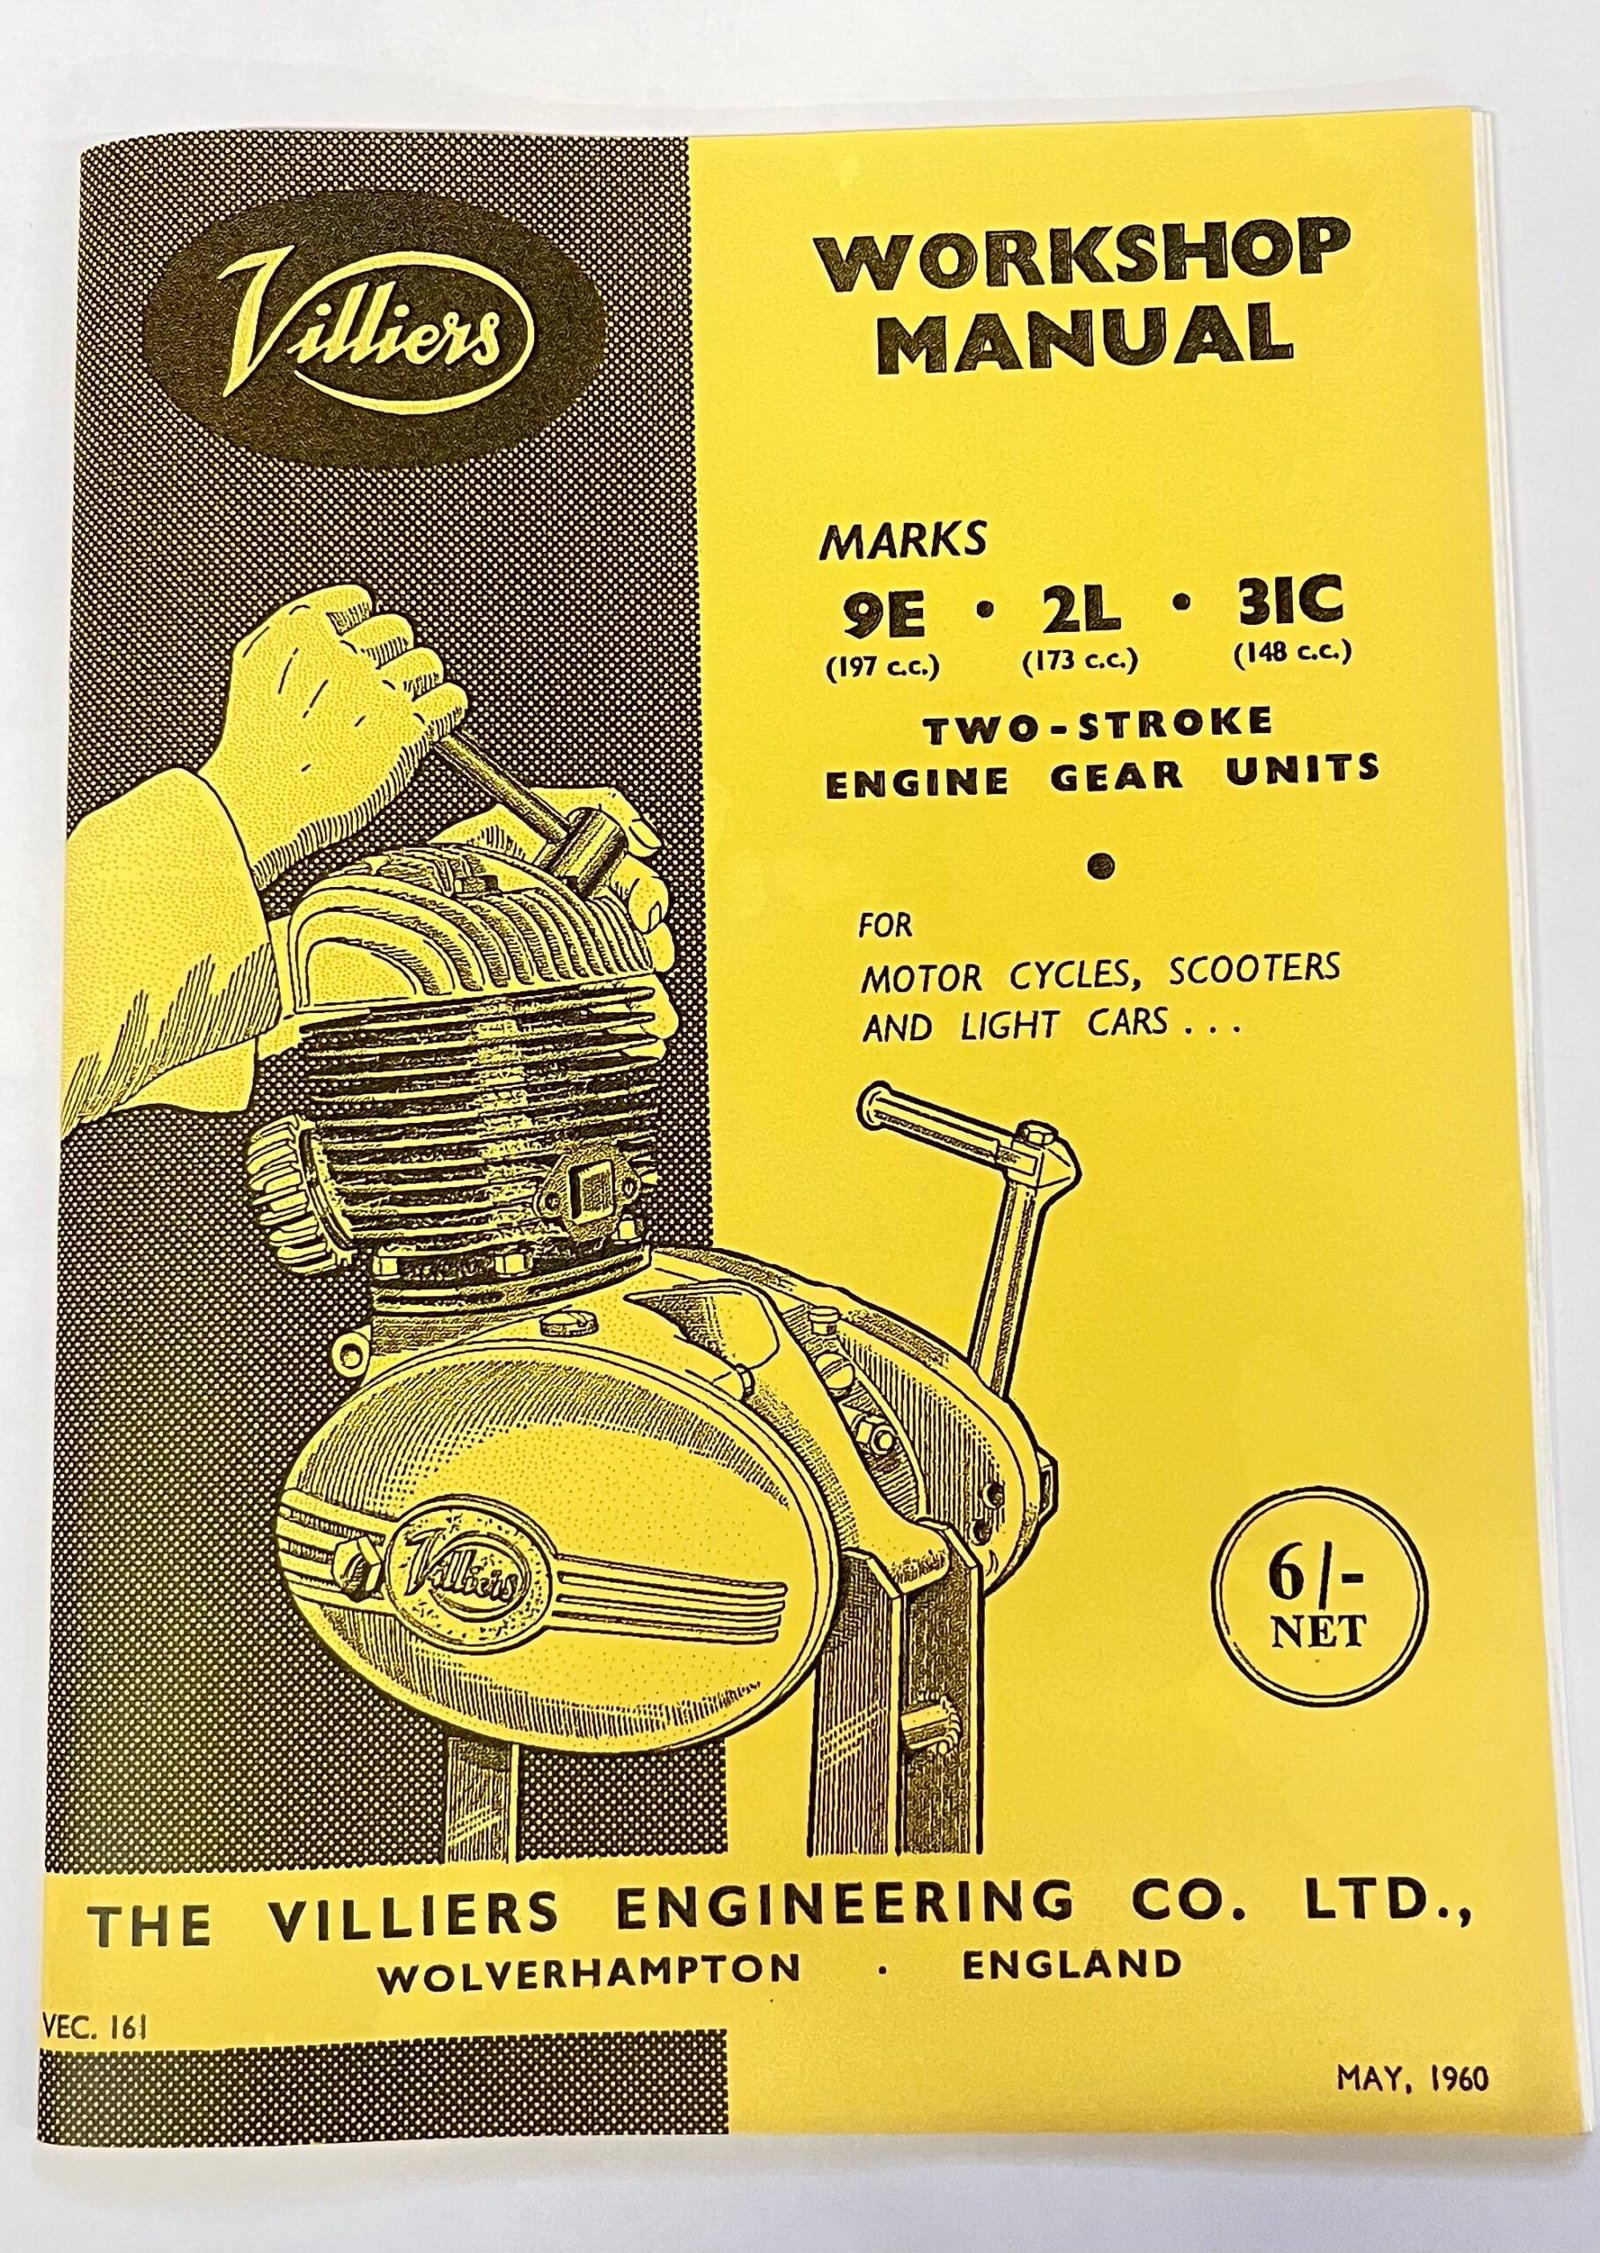 Villiers
WORKSHOP
MANUAL
MARKS
9E • 2L • 31C
(197 c.c.) (173 c.c.) (148 c.c.)
TWO-STROKE
ENGINE GEAR UNITS
•
FOR
MOTOR CYCLES, SCOOTERS
AND LIGHT CARS . . .
Villiers
6/-
NET
THE VILLIERS ENGINEERING CO. LTD.,
WOLVERHAMPTON · ENGLAND
VEC. 161
MAY, 1960